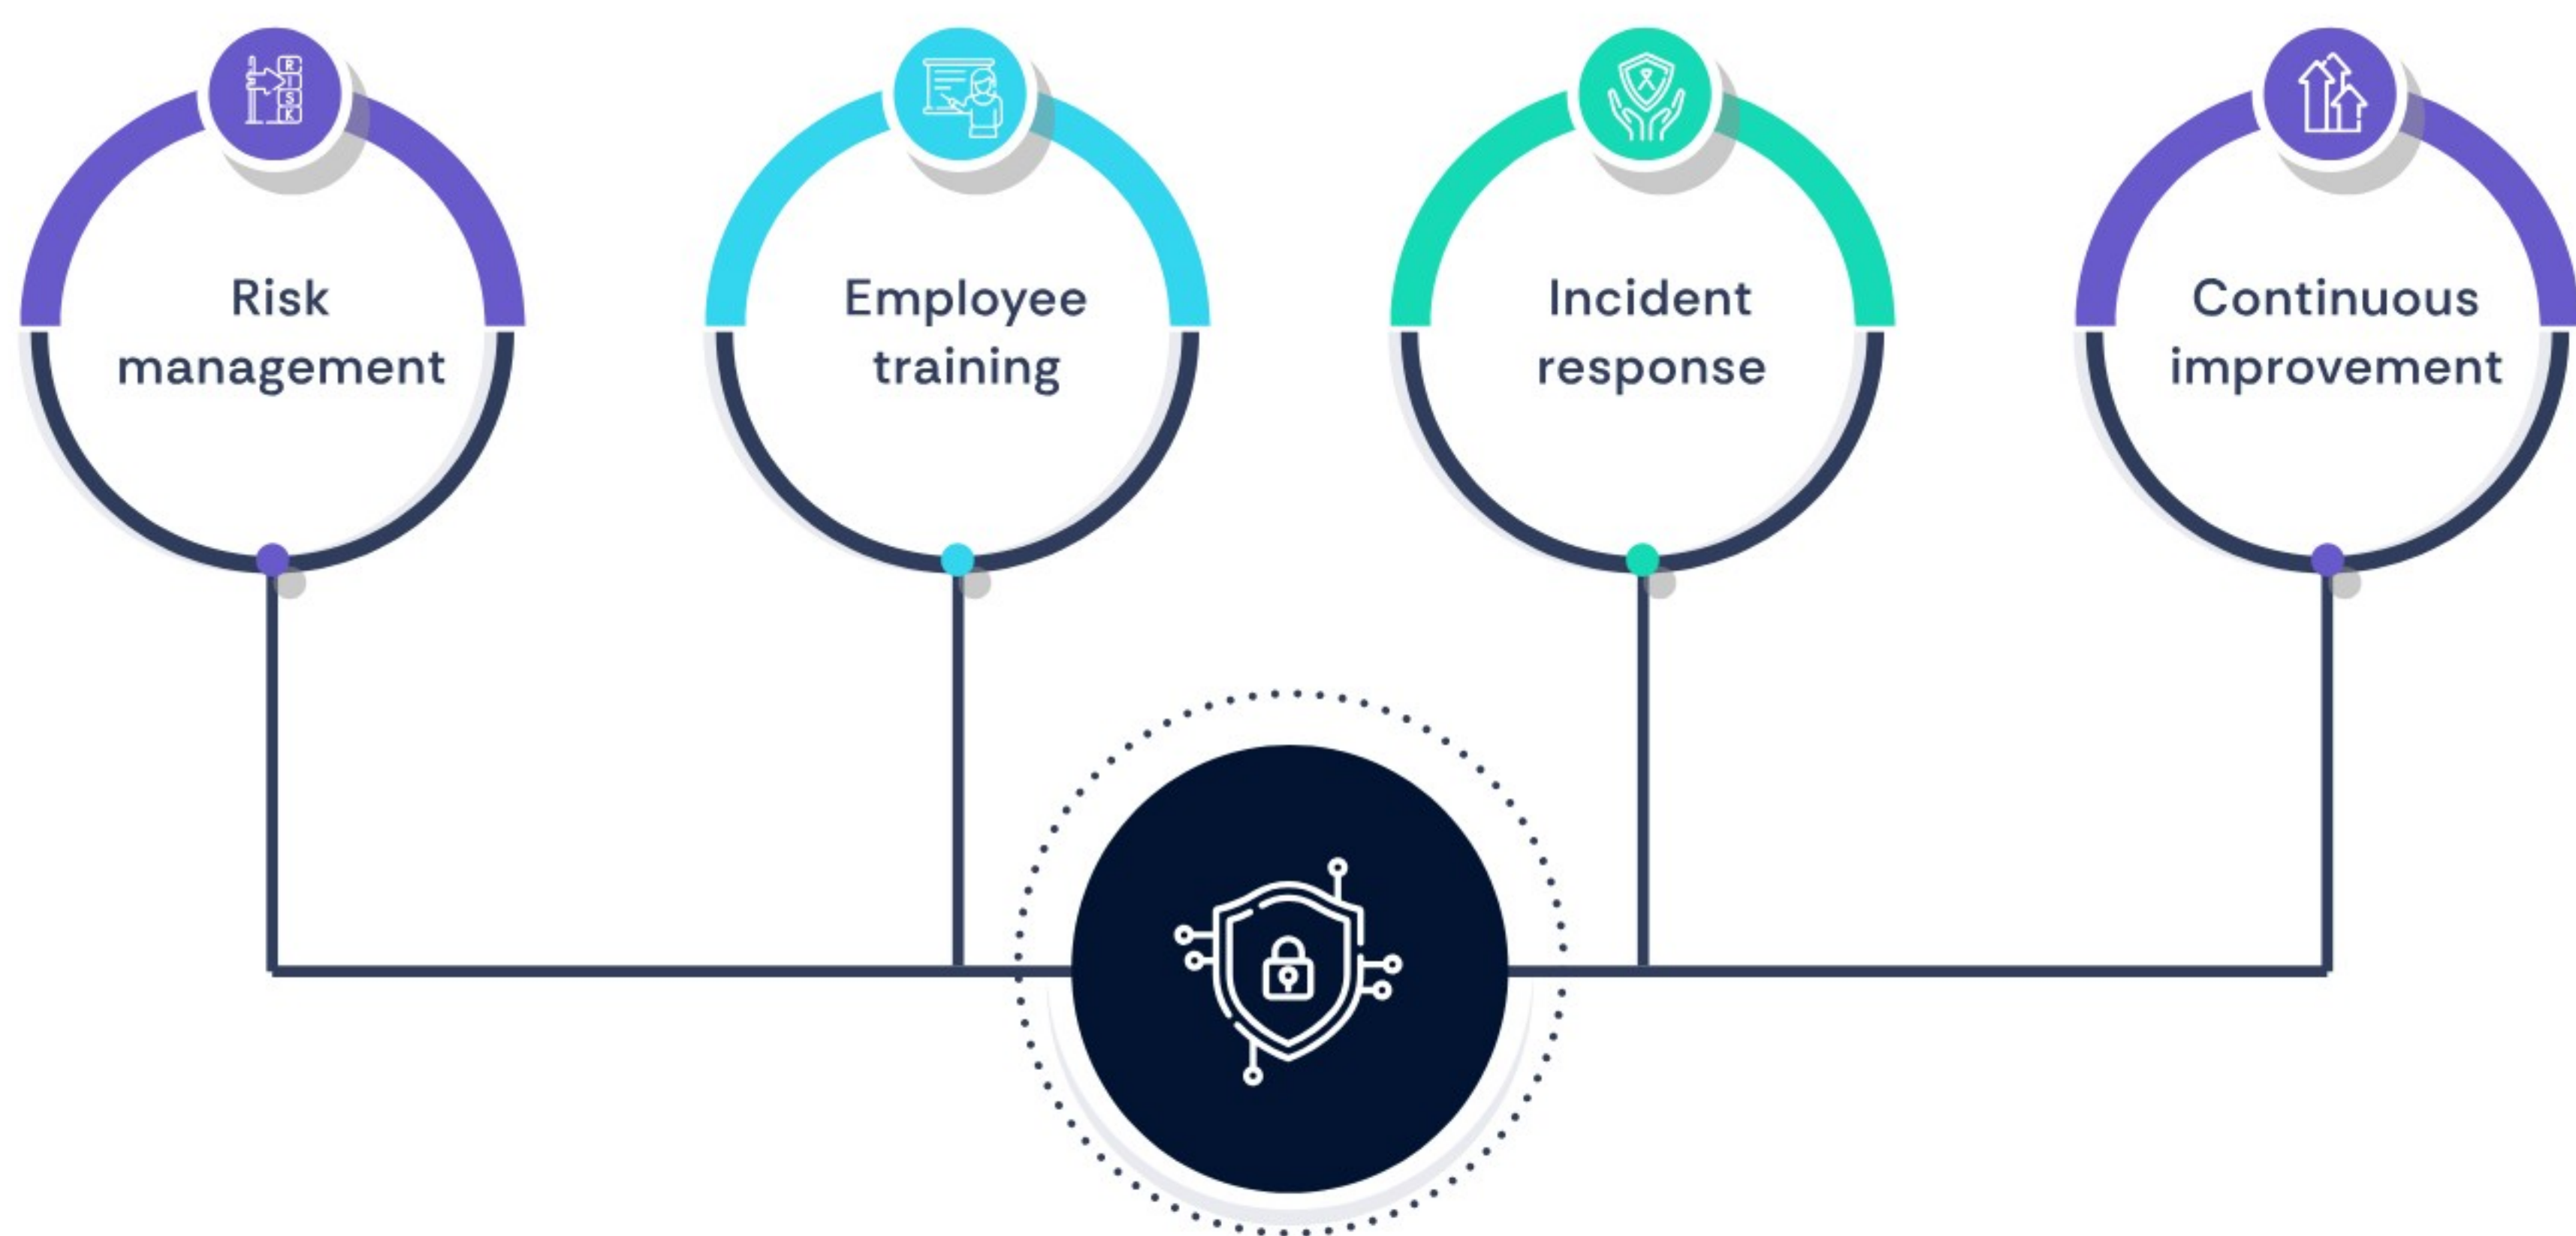 R
I
S
K
Risk
management
Employee
training
Incident
response
Continuous
improvement